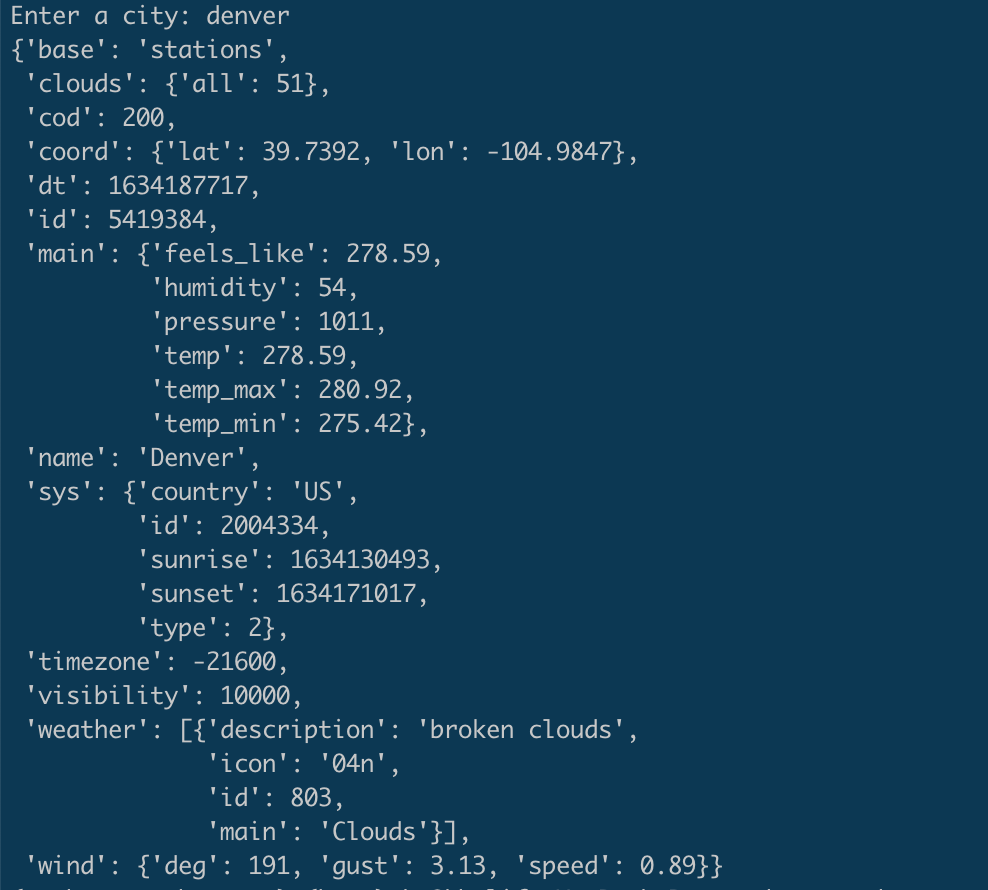 Enter a city: denver
{'base': 'stations',
 'clouds': {'all': 51},
 'cod': 200,
 'coord': {'lat': 39.7392, 'lon': -104.9847},
 'dt': 1634187717,
 'id': 5419384,
 'main': {'feels_like': 278.59,
          'humidity': 54,
          'pressure': 1011,
          'temp': 278.59,
          'temp_max': 280.92,
          'temp_min': 275.42},
 'name': 'Denver',
 'sys': {'country': 'US',
         'id': 2004334,
         'sunrise': 1634130493,
         'sunset': 1634171017,
         'type': 2},
 'timezone': -21600,
 'visibility': 10000,
 'weather': [{'description': 'broken clouds',
              'icon': '04n',
              'id': 803,
              'main': 'Clouds'}],
 'wind': {'deg': 191, 'gust': 3.13, 'speed': 0.89}}